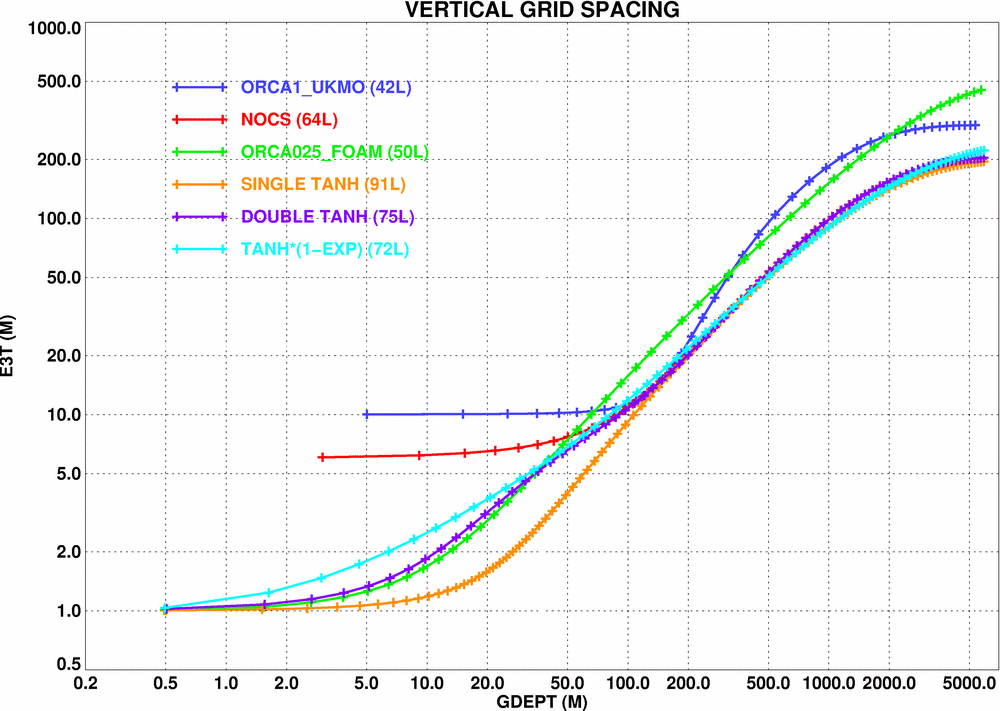 VERTICAL GRID SPACING
1000.0
500.0
200.0
100.0
50.0
20.0
10.0
5.0
2.0
1.0
0.5
E3T (M)
ORCA1_UKMO (42L)
NOCS (64L)
ORCA025_FOAM (50L)
SINGLE TANH (91L)
DOUBLE TANH (75L)
TANH*(1-EXP) (72L)
0.2 0.5 1.0 2.0 5.0 10.0 20.0 50.0 100.0 200.0 500.0 1000.0 2000.0 5000.0
GDEPT (M)